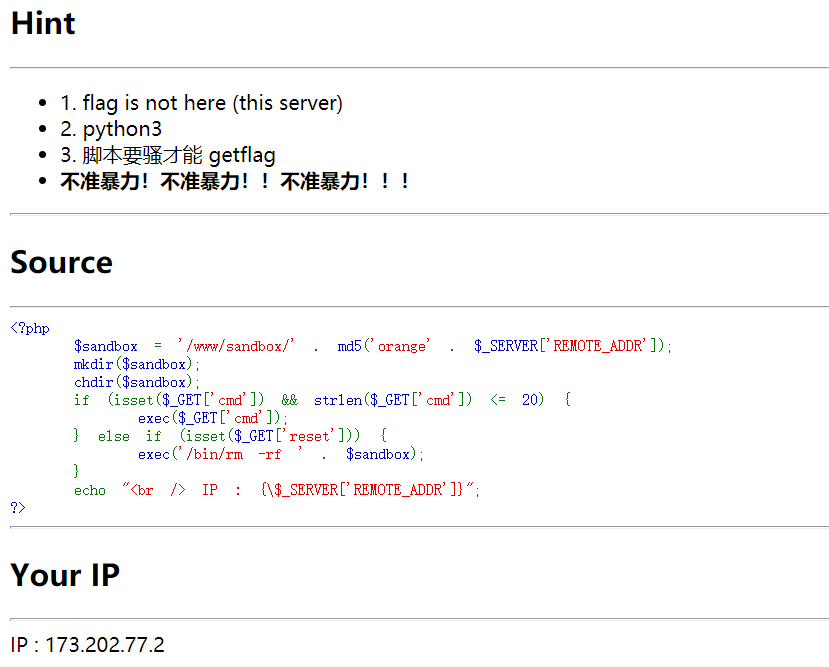 Hint
1. flag is not here (this server)
2. python3
3. 脚本要骚才能 getflag
不准暴力！不准暴力！！不准暴力！！！
Source
<?php
$sandbox = '/www/sandbox/' . md5('orange' . $_SERVER['REMOTE_ADDR']);
mkdir($sandbox);
chdir($sandbox);
if (isset($_GET['cmd']) && strlen($_GET['cmd']) <= 20) {
exec($_GET['cmd']);
} else if (isset($_GET['reset'])) {
exec('/bin/rm -rf ' . $sandbox);
}
echo "<br /> IP : {\$_SERVER['REMOTE_ADDR']}";
?>
Your IP
IP : 173.202.77.2